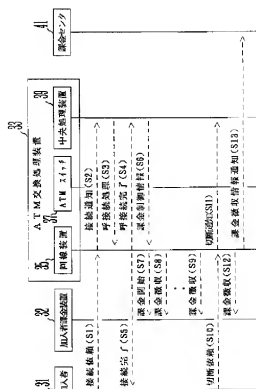 33
ATM交換処理装置
31
加入者
32
加入者課金装置
35
回線装置
37
ATM スイッチ
39
中央処理装置
41
課金センタ
接続依頼(S1)
接続通知(S2)
呼接続処理(S3)
呼接続完了(S4)
接続完了(S5)
課金制御情報(S6)
課金開始(S7)
課金徴収(S8)
課金徴収(S9)
切断依頼(S10)
切断通知(S11)
課金徴収(S12)
課金徴収情報通知(S13)